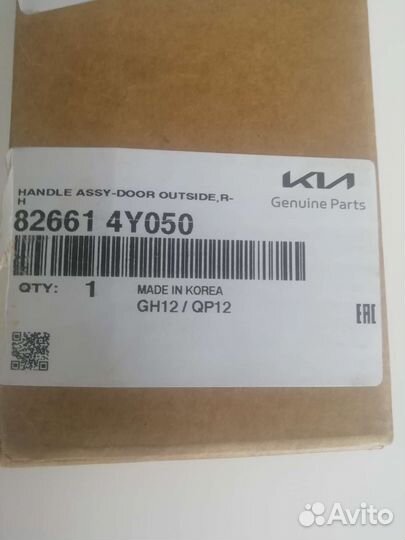 HANDLE ASSY-DOOR OUTSIDE,R-
H
KIA
Genuine Parts
82661 4Y050
QTY: 1
MADE IN KOREA
GH12 / QP12
EAC
Avito